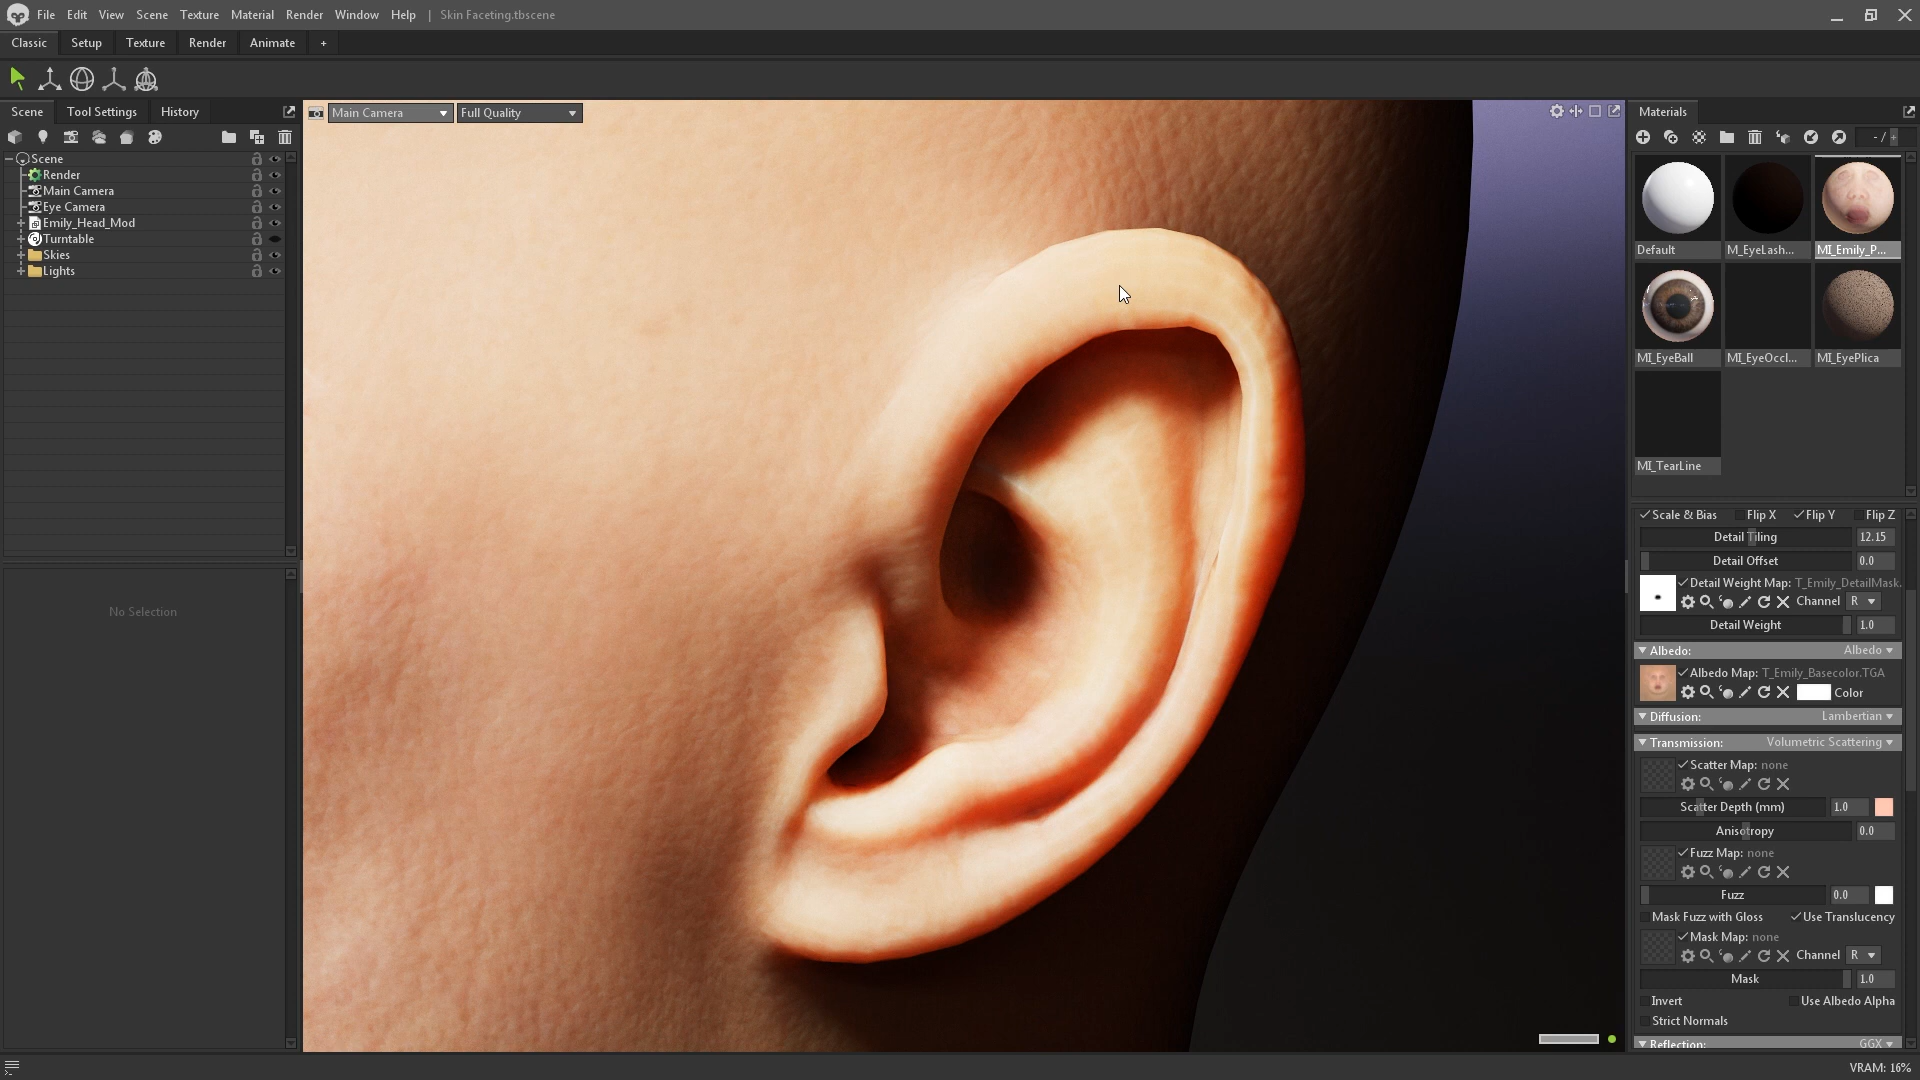 File Edit View Scene Texture Material Render Window Help | Skin Faceting.tbscene
Classic Setup Texture Render Animate +
Scene Tool Settings History
Scene
Render
Main Camera
Eye Camera
Emily_Head_Mod
Turntable
Skies
Lights
No Selection
Main Camera Full Quality
Materials
- / +
Default M_EyeLash... MI_Emily_P...
MI_EyeBall MI_EyeOccl... MI_EyePlica
MI_TearLine
Scale & Bias Flip X Flip Y Flip Z
Detail Tiling 12.15
Detail Offset 0.0
Detail Weight Map: T_Emily_DetailMask.
Channel R
Detail Weight 1.0
Albedo: Albedo
Albedo Map: T_Emily_Basecolor.TGA
Color
Diffusion: Lambertian
Transmission: Volumetric Scattering
Scatter Map: none
Scatter Depth (mm) 1.0
Anisotropy 0.0
Fuzz Map: none
Fuzz 0.0
Mask Fuzz with Gloss Use Translucency
Mask Map: none
Channel R
Mask 1.0
Invert Use Albedo Alpha
Strict Normals
Reflection: GGX
VRAM: 16%